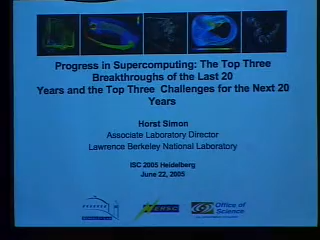 Progress in Supercomputing: The Top Three
Breakthroughs of the Last 20
Years and the Top Three Challenges for the Next 20
Years
Horst Simon
Associate Laboratory Director
Lawrence Berkeley National Laboratory
ISC 2005 Heidelberg
June 22, 2005
Office of
Science